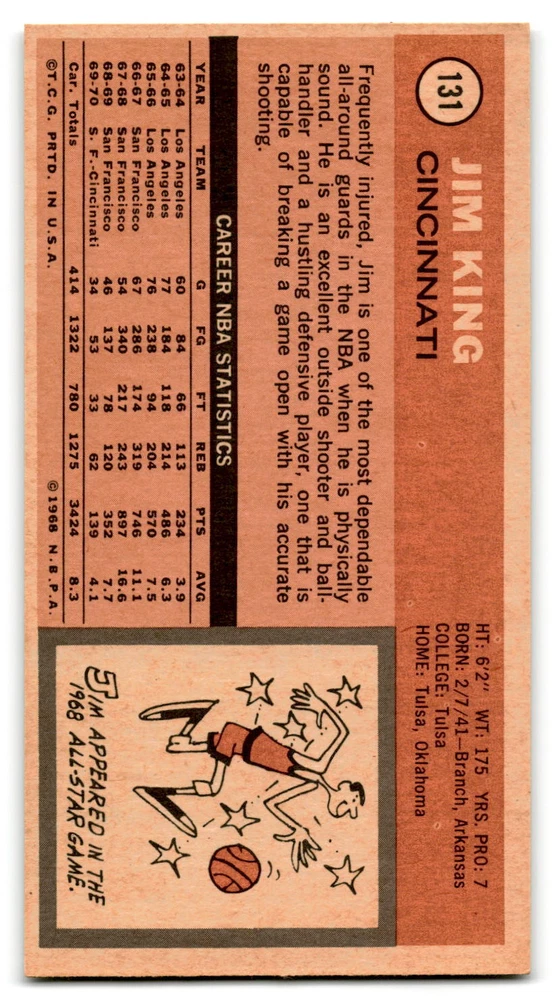 131
JIM KING
CINCINNATI
HT: 6'2" WT: 175 YRS. PRO: 7
BORN: 2/7/41—Branch, Arkansas
COLLEGE: Tulsa
HOME: Tulsa, Oklahoma
Frequently injured, Jim is one of the most dependable
all-around guards in the NBA when he is physically
sound. He is an excellent outside shooter and ball-
handler and a hustling defensive player, one that is
capable of breaking a game open with his accurate
shooting.
CAREER NBA STATISTICS
YEAR TEAM G FG FT REB PTS AVG
63-64 Los Angeles 60 84 66 113 234 3.9
64-65 Los Angeles 77 184 118 214 486 6.3
65-66 Los Angeles 76 238 94 204 570 7.5
66-67 San Francisco 67 286 174 319 746 11.1
67-68 San Francisco 54 340 217 243 897 16.6
68-69 San Francisco 46 137 78 120 352 7.7
69-70 S. F.-Cincinnati 34 53 33 62 139 4.1
Car. Totals 414 1322 780 1275 3424 8.3
©T.C.G. PRTD. IN U.S.A. ©1968 N.B.P.A.
JIM APPEARED IN THE
1968 ALL-STAR GAME.